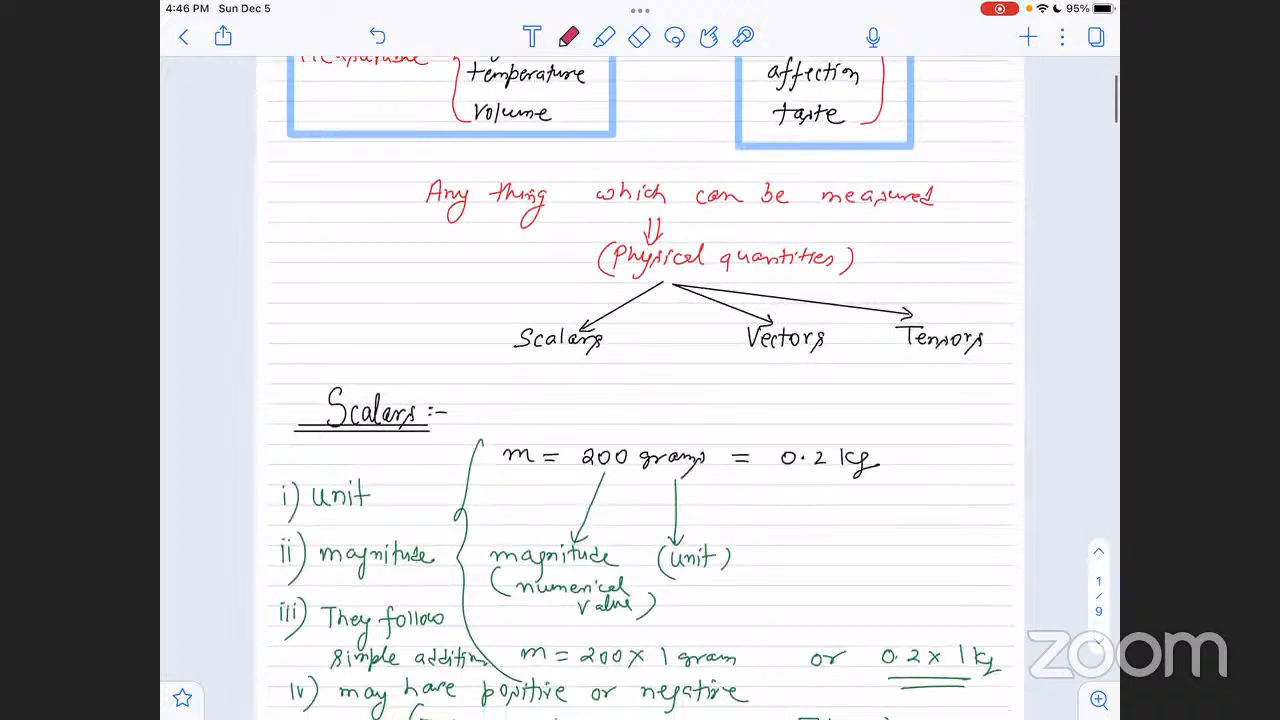 4:46 PM Sun Dec 5
95%
temperature
volume
affection
taste
Any thing which can be measured
(Physical quantities)
Scalars Vectors Tensors
Scalars :-
m = 200 grams = 0.2 kg
i) unit
ii) magnitude magnitude (unit)
(numerical value)
iii) They follow
simple addition m = 200 × 1 gram or 0.2 × 1 kg
iv) may have positive or negative
1 / 9
zoom